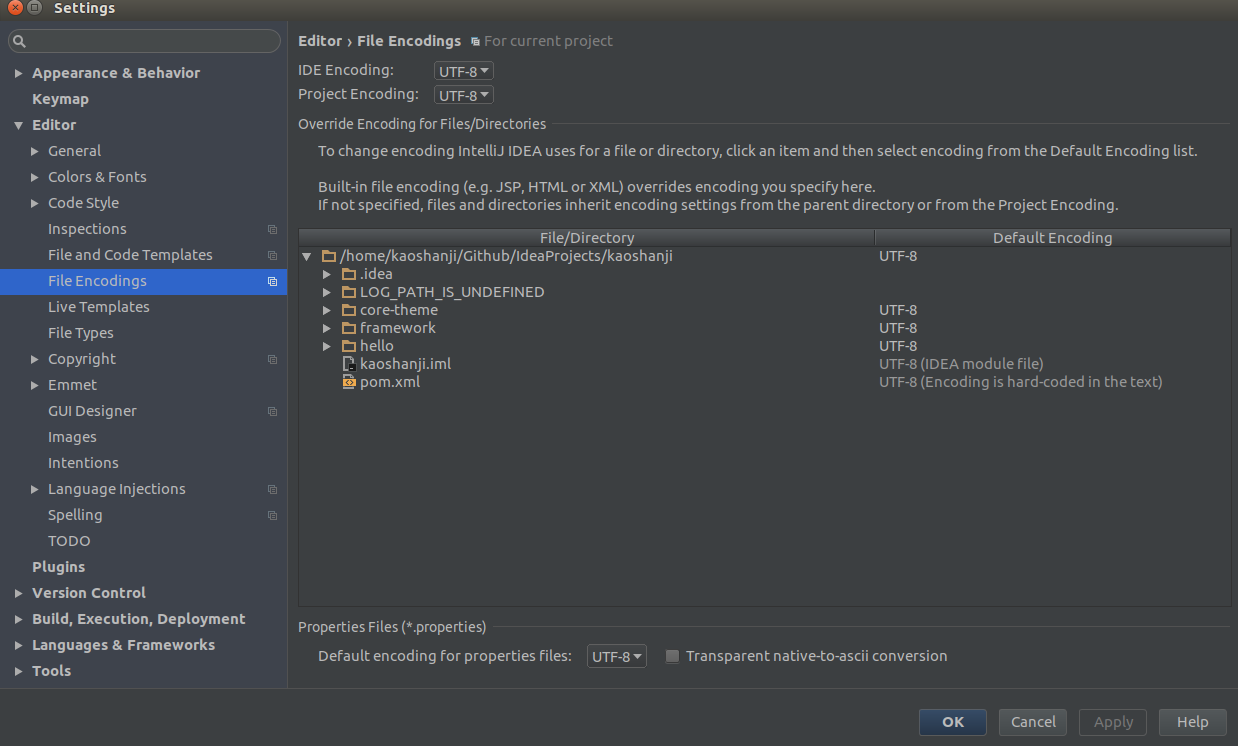 Settings
Appearance & Behavior
Keymap
Editor
General
Colors & Fonts
Code Style
Inspections
File and Code Templates
File Encodings
Live Templates
File Types
Copyright
Emmet
GUI Designer
Images
Intentions
Language Injections
Spelling
TODO
Plugins
Version Control
Build, Execution, Deployment
Languages & Frameworks
Tools
Editor › File Encodings For current project
IDE Encoding: UTF-8
Project Encoding: UTF-8
Override Encoding for Files/Directories
To change encoding IntelliJ IDEA uses for a file or directory, click an item and then select encoding from the Default Encoding list.
Built-in file encoding (e.g. JSP, HTML or XML) overrides encoding you specify here.
If not specified, files and directories inherit encoding settings from the parent directory or from the Project Encoding.
File/Directory Default Encoding
/home/kaoshanji/Github/IdeaProjects/kaoshanji UTF-8
.idea
LOG_PATH_IS_UNDEFINED
core-theme UTF-8
framework UTF-8
hello UTF-8
kaoshanji.iml UTF-8 (IDEA module file)
pom.xml UTF-8 (Encoding is hard-coded in the text)
Properties Files (*.properties)
Default encoding for properties files: UTF-8 Transparent native-to-ascii conversion
OK Cancel Apply Help